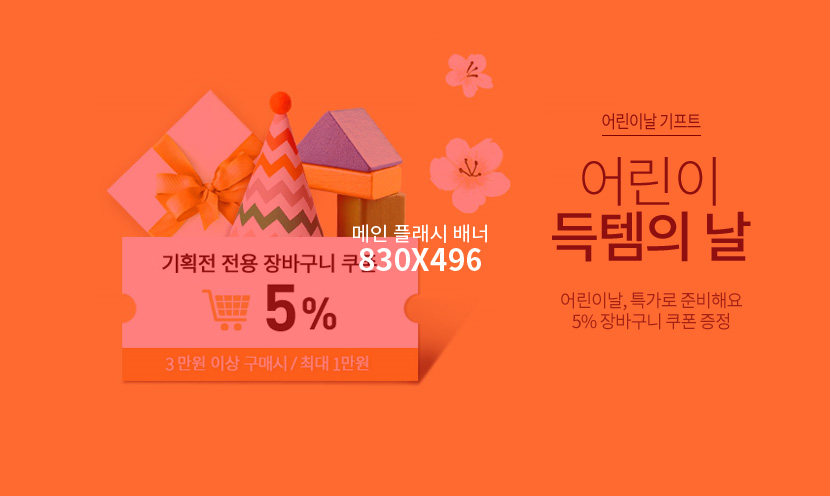 어린이날 기프트
어린이
득템의 날
어린이날, 특가로 준비해요
5% 장바구니 쿠폰 증정
메인 플래시 배너
830X496
기획전 전용 장바구니 쿠폰
5%
3만원 이상 구매시 / 최대 1만원